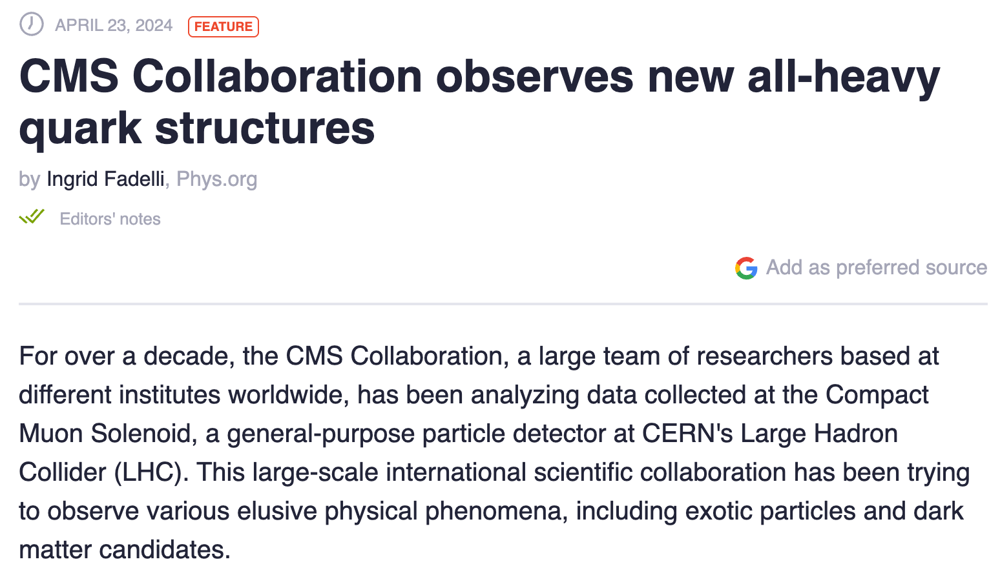 APRIL 23, 2024 FEATURE
CMS Collaboration observes new all-heavy
quark structures
by Ingrid Fadelli, Phys.org
Editors' notes
Add as preferred source
For over a decade, the CMS Collaboration, a large team of researchers based at
different institutes worldwide, has been analyzing data collected at the Compact
Muon Solenoid, a general-purpose particle detector at CERN's Large Hadron
Collider (LHC). This large-scale international scientific collaboration has been trying
to observe various elusive physical phenomena, including exotic particles and dark
matter candidates.